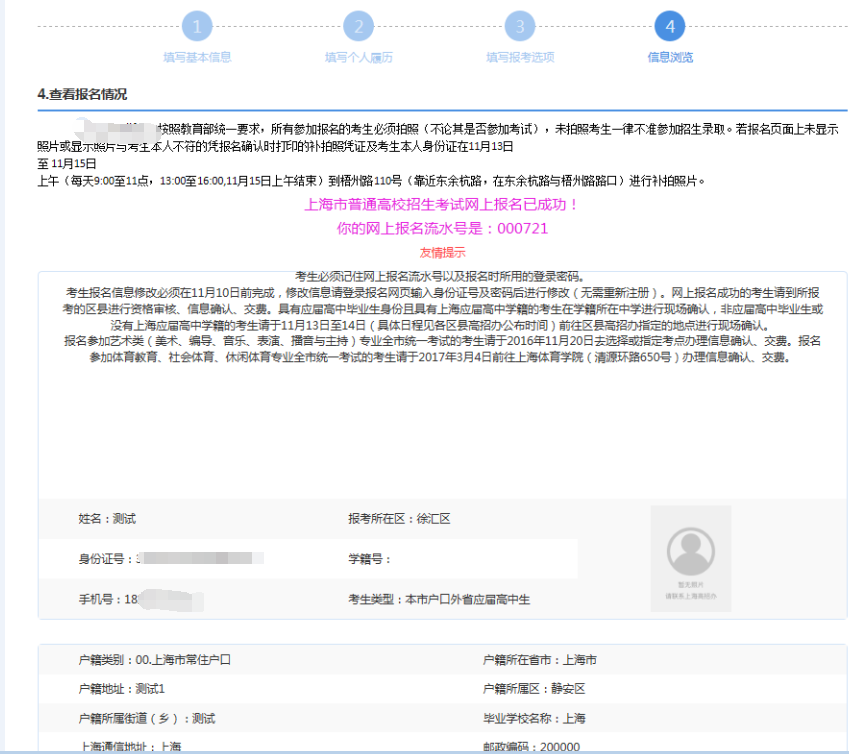 1
2
3
4
填写基本信息
填写个人履历
填写报考选项
信息浏览
4.查看报名情况
按照教育部统一要求，所有参加报名的考生必须拍照（不论其是否参加考试），未拍照考生一律不准参加招生录取。若报名页面上未显示
照片或显示照片与考生本人不符的凭报名确认时打印的补拍照凭证及考生本人身份证在11月13日
至 11月15日
上午（每天9:00至11点，13:00至16:00,11月15日上午结束）到梧州路110号（靠近东余杭路，在东余杭路与梧州路路口）进行补拍照片。
上海市普通高校招生考试网上报名已成功！
你的网上报名流水号是：000721
友情提示
考生必须记住网上报名流水号以及报名时所用的登录密码。
考生报名信息修改必须在11月10日前完成，修改信息请登录报名网页输入身份证号及密码后进行修改（无需重新注册）。网上报名成功的考生请到所报
考的区县进行资格审核、信息确认、交费。具有应届高中毕业生身份且具有上海应届高中学籍的考生在学籍所在中学进行现场确认，非应届高中毕业生或
没有上海应届高中学籍的考生请于11月13日至14日（具体日程见各区县高招办公布时间）前往区县高招办指定的地点进行现场确认。
报名参加艺术类（美术、编导、音乐、表演、播音与主持）专业全市统一考试的考生请于2016年11月20日去选择或指定考点办理信息确认、交费。报名
参加体育教育、社会体育、休闲体育专业全市统一考试的考生请于2017年3月4日前往上海体育学院（清源环路650号）办理信息确认、交费。
姓名：测试
报考所在区：徐汇区
身份证号：3
学籍号：
手机号：18
考生类型：本市户口外省应届高中生
暂无照片
请联系上海高招办
户籍类别：00.上海市常住户口
户籍所在省市：上海市
户籍地址：测试1
户籍所属区：静安区
户籍所属街道（乡）：测试
毕业学校名称：上海
上海通信地址：上海
邮政编码：200000